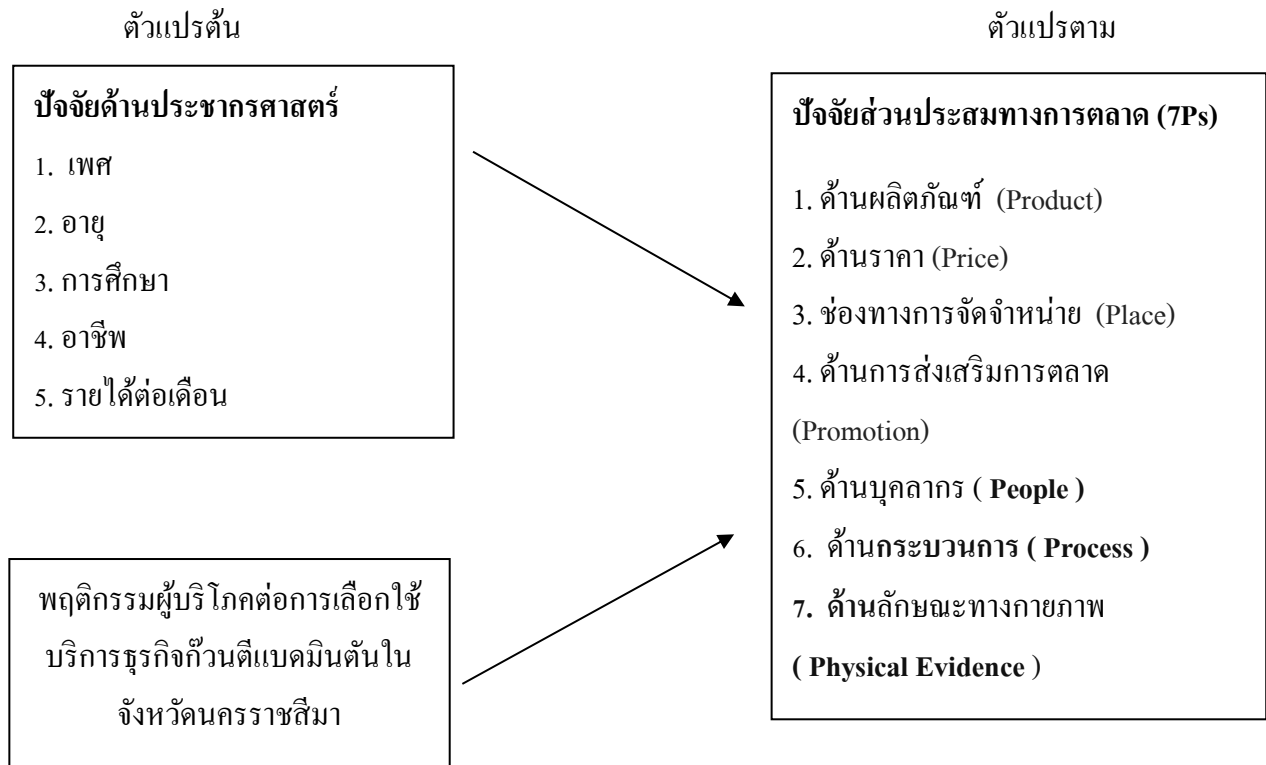 ตัวแปรต้น
ตัวแปรตาม
ปัจจัยด้านประชากรศาสตร์
1. เพศ
2. อายุ
3. การศึกษา
4. อาชีพ
5. รายได้ต่อเดือน
พฤติกรรมผู้บริโภคต่อการเลือกใช้
บริการธุรกิจก๊วนตีแบดมินตันใน
จังหวัดนครราชสีมา
ปัจจัยส่วนประสมทางการตลาด (7Ps)
1. ด้านผลิตภัณฑ์ (Product)
2. ด้านราคา (Price)
3. ช่องทางการจัดจำหน่าย (Place)
4. ด้านการส่งเสริมการตลาด
(Promotion)
5. ด้านบุคลากร ( People )
6. ด้านกระบวนการ ( Process )
7. ด้านลักษณะทางกายภาพ
( Physical Evidence )